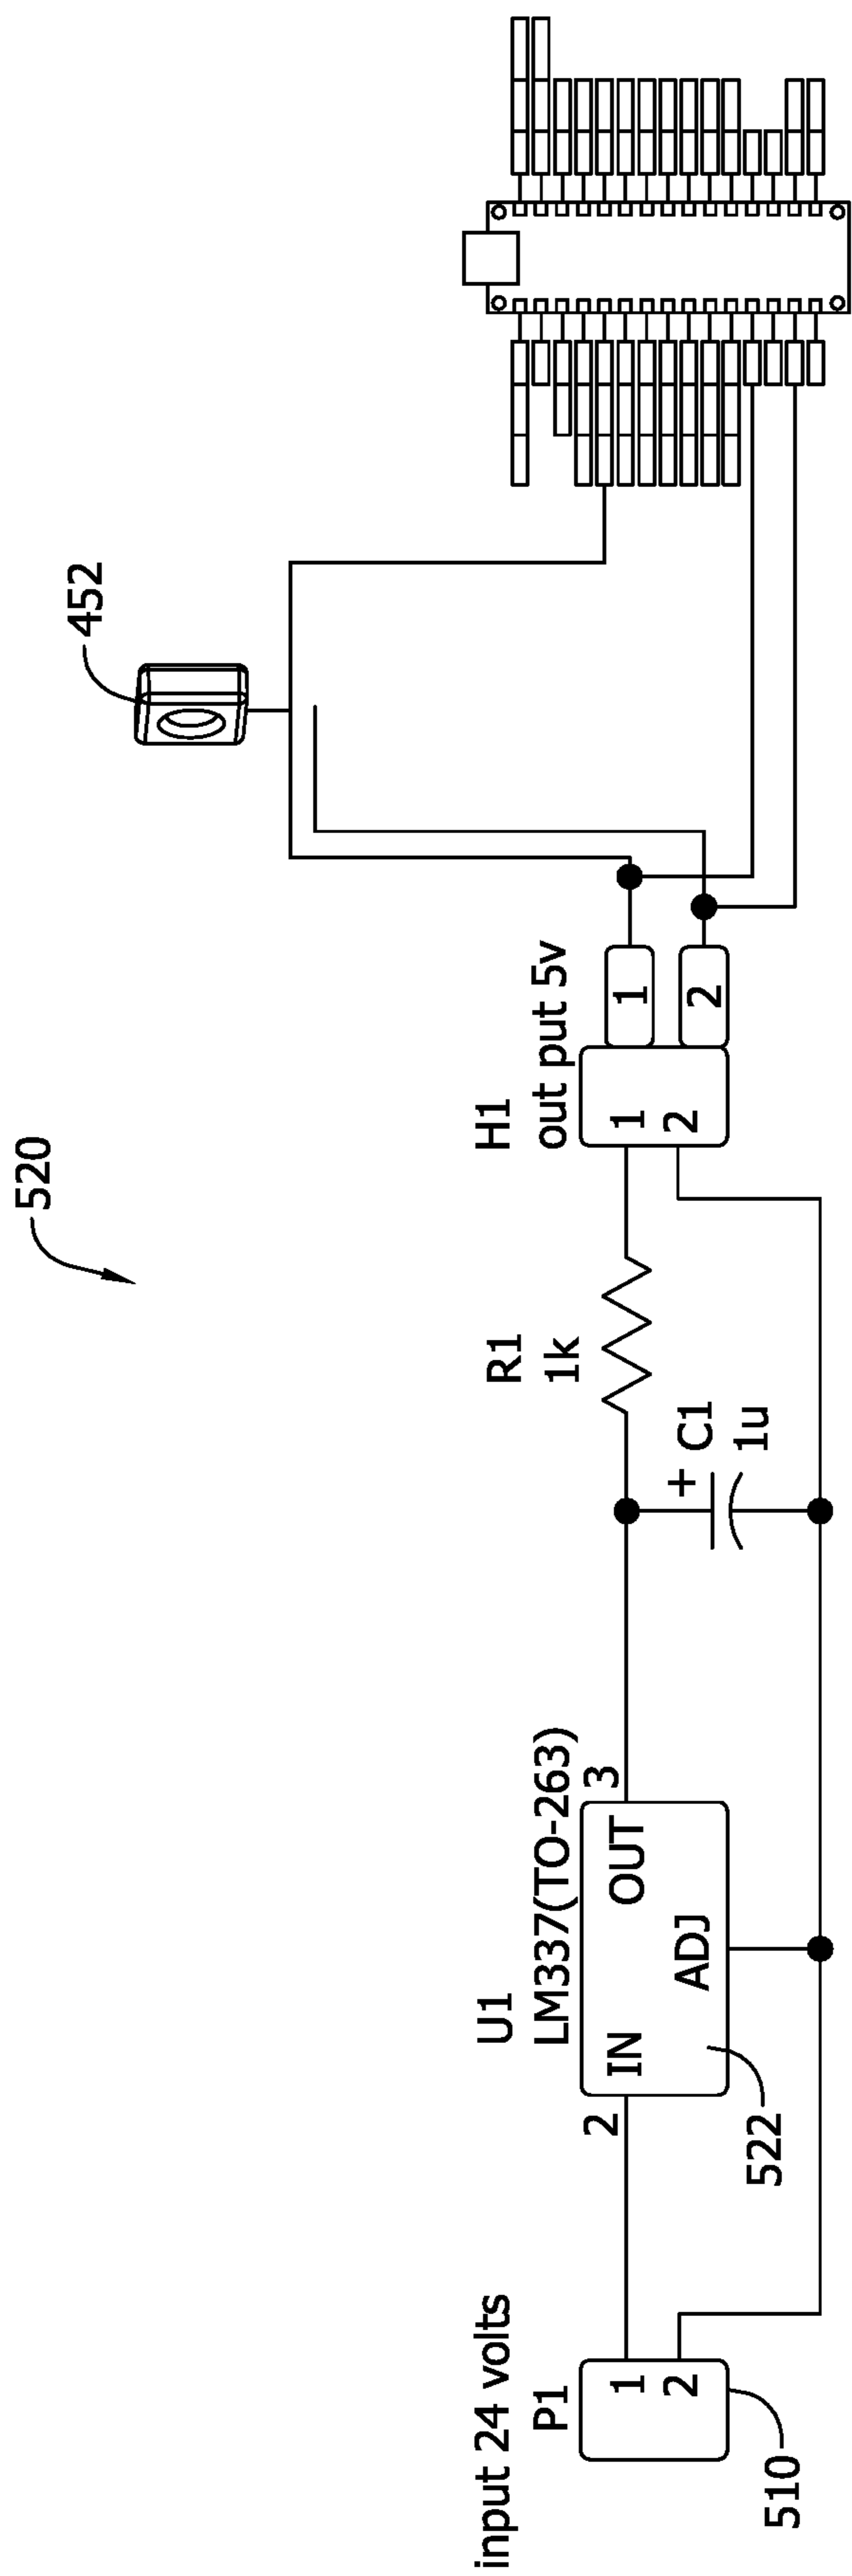 520
452
input 24 volts
P1
1
2
510
U1
LM337(TO-263)
2
IN
OUT
3
ADJ
522
+
C1
1u
R1
1k
H1
out put 5v
1
2
1
2